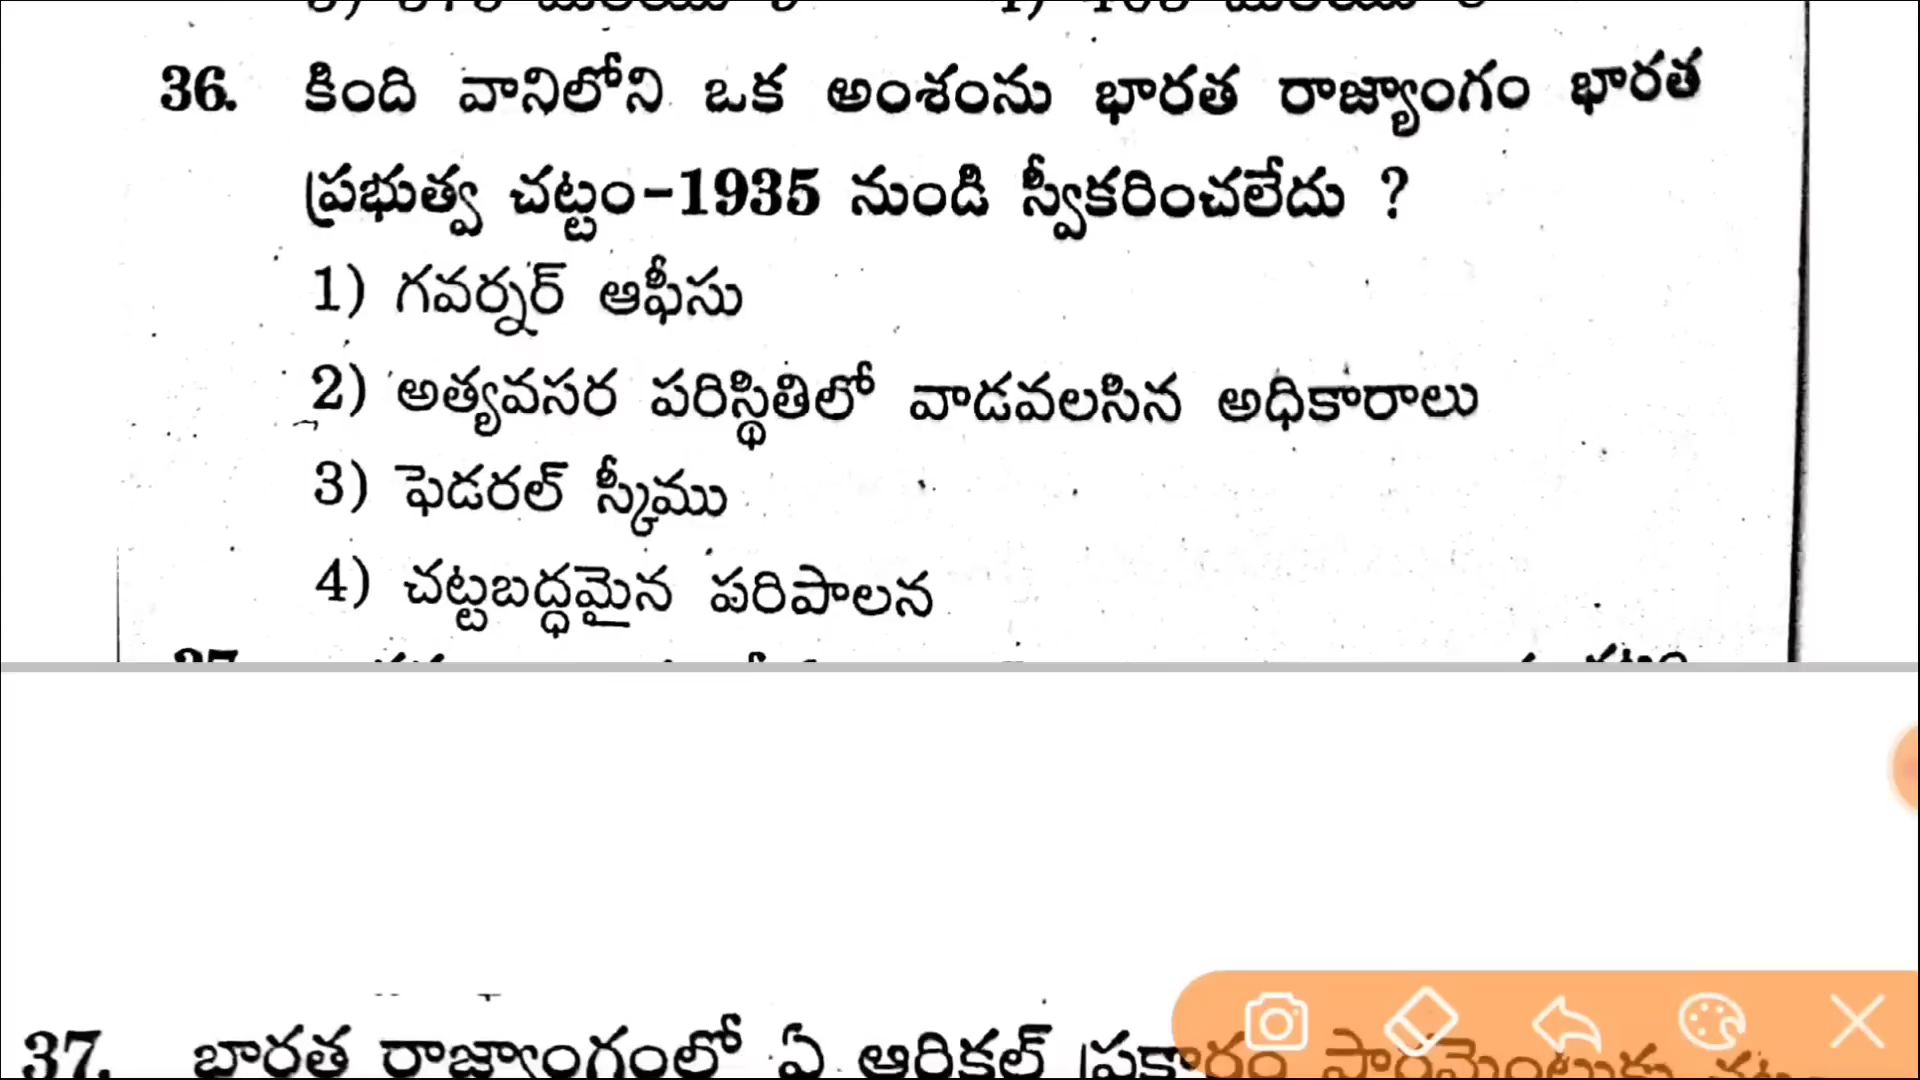 36. కింది వానిలోని ఒక అంశంను భారత రాజ్యాంగం భారత
ప్రభుత్వ చట్టం-1935 నుండి స్వీకరించలేదు ?
1) గవర్నర్ ఆఫీసు
2) అత్యవసర పరిస్థితిలో వాడవలసిన అధికారాలు
3) ఫెడరల్ స్కీము
4) చట్టబద్ధమైన పరిపాలన
37. భారత రాజ్యాంగంలో ఏ ఆర్టికల్ ప్రకారం